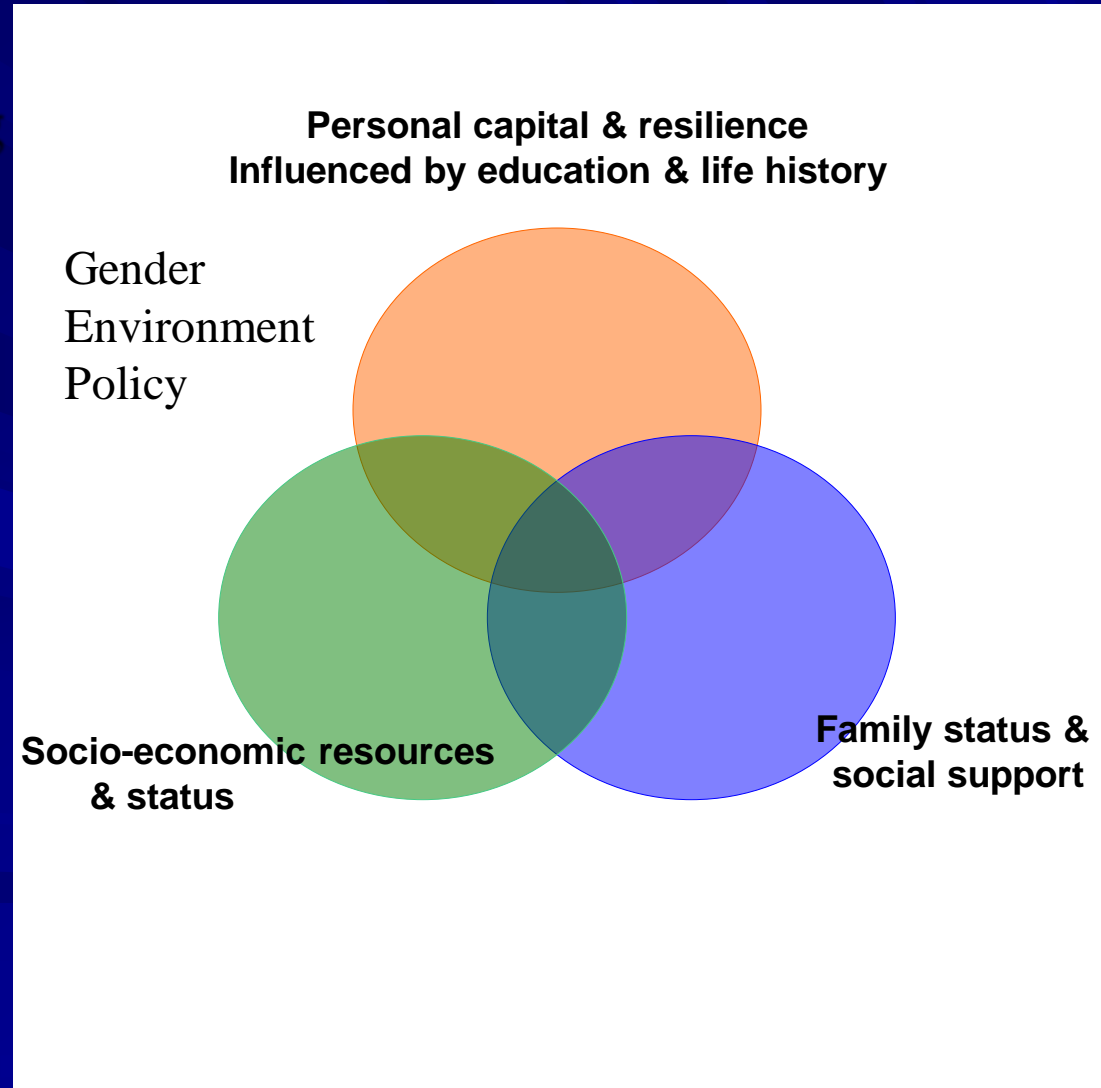 Personal capital & resilience
Influenced by education & life history
Gender
Environment
Policy
Socio-economic resources
& status
Family status &
social support